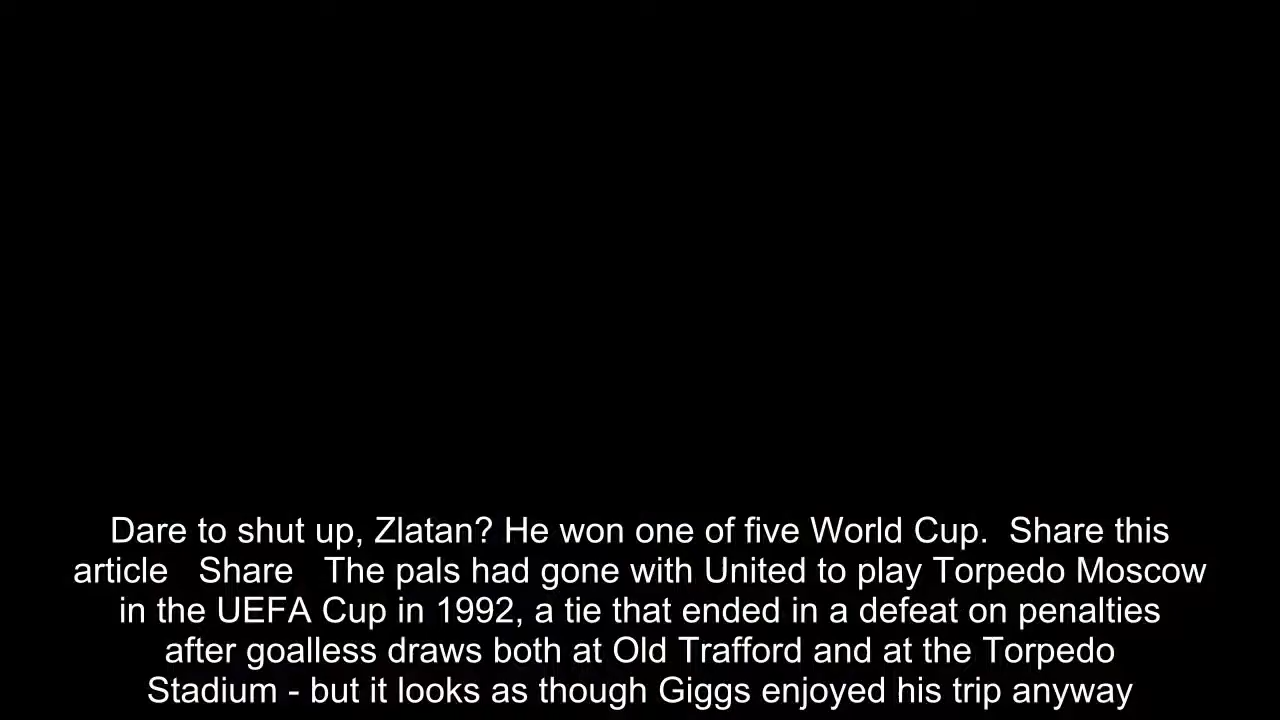 Dare to shut up, Zlatan? He won one of five World Cup.  Share this
article   Share   The pals had gone with United to play Torpedo Moscow
in the UEFA Cup in 1992, a tie that ended in a defeat on penalties
after goalless draws both at Old Trafford and at the Torpedo
Stadium - but it looks as though Giggs enjoyed his trip anyway